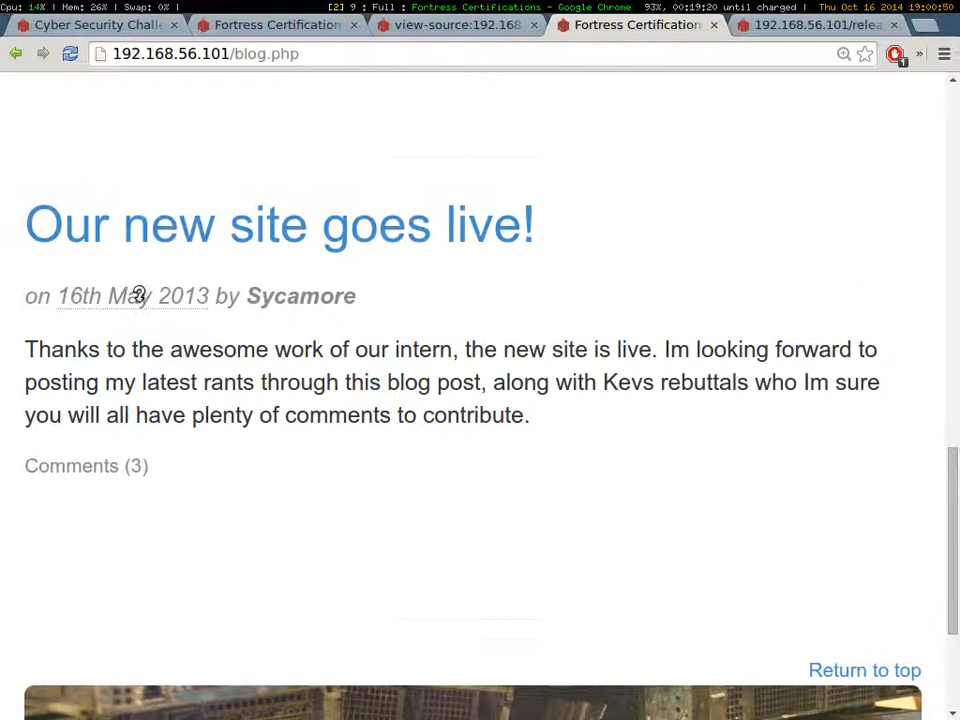 Cpu: 14% | Mem: 26% | Swap: 0% | [2] 9 : Full : Fortress Certifications - Google Chrome 93%, 00:19:20 until charged | Thu Oct 16 2014 19:00:50
Cyber Security Chall × Fortress Certification × view-source:192.168 × Fortress Certification × 192.168.56.101/relea ×
192.168.56.101/blog.php 1 »
Our new site goes live!
on 16th May 2013 by Sycamore
Thanks to the awesome work of our intern, the new site is live. Im looking forward to
posting my latest rants through this blog post, along with Kevs rebuttals who Im sure
you will all have plenty of comments to contribute.
Comments (3)
Return to top